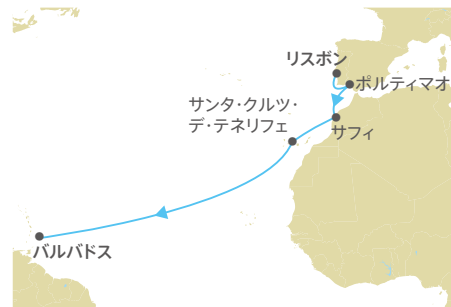 リスボン
ポルティマオ
サンタ・クルツ・
デ・テネリフェ
サフィ
バルバドス